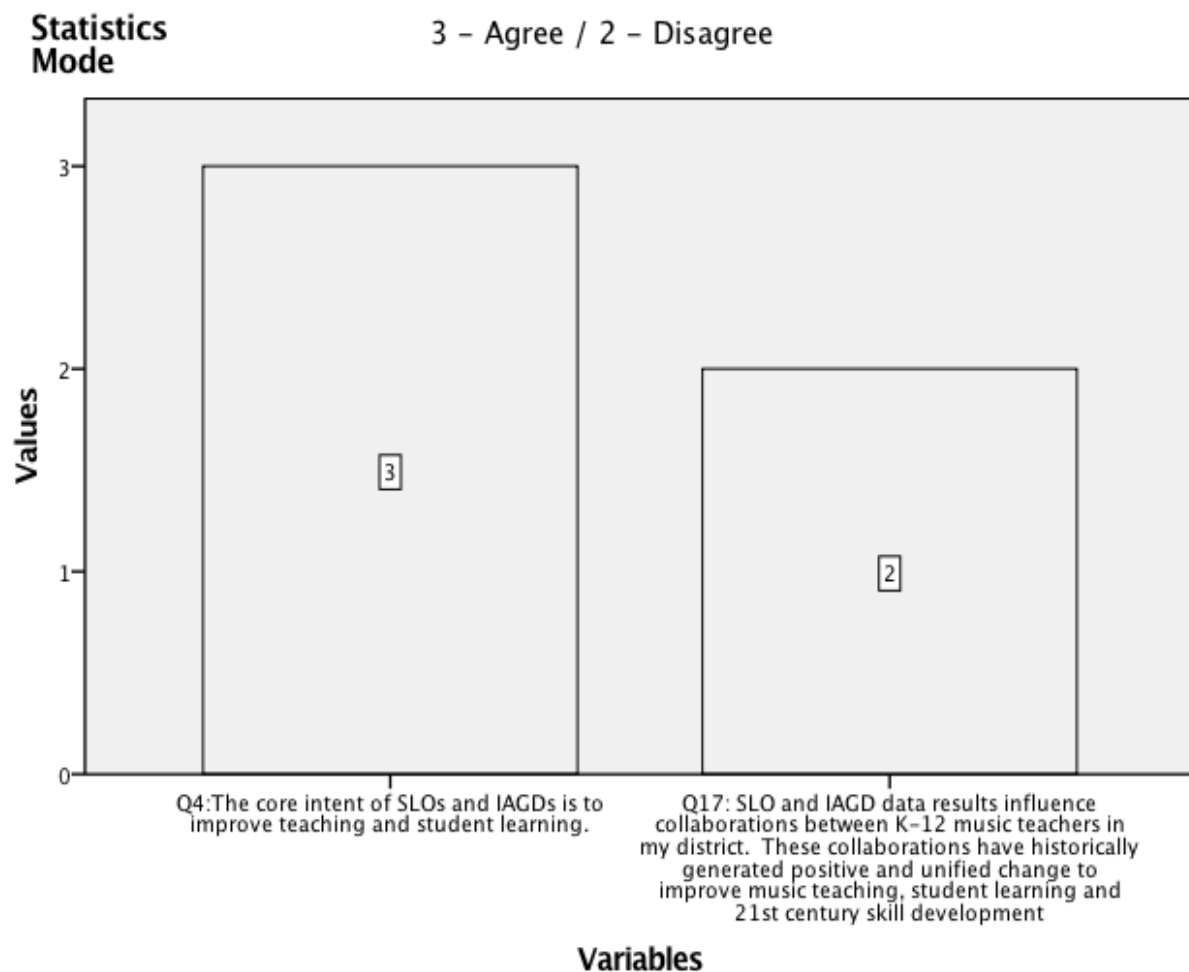 Statistics
Mode
3 – Agree / 2 – Disagree
Values
3
2
1
0
3
2
Q4:The core intent of SLOs and IAGDs is to
improve teaching and student learning.
Q17: SLO and IAGD data results influence
collaborations between K–12 music teachers in
my district.  These collaborations have historically
generated positive and unified change to
improve music teaching, student learning and
21st century skill development
Variables